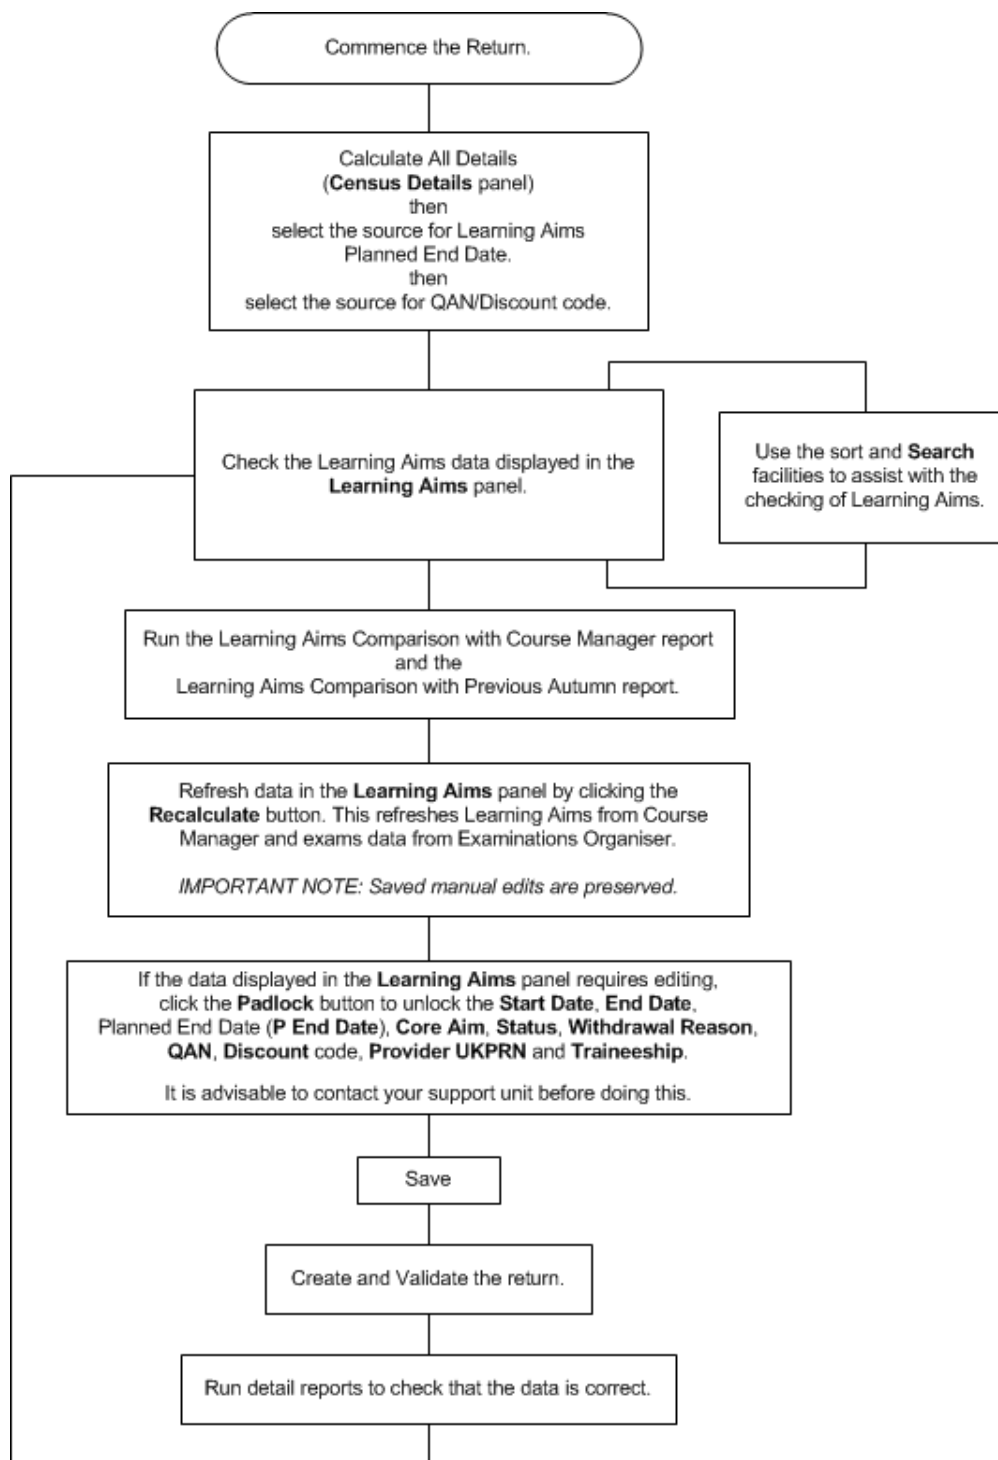 Commence the Return.
Calculate All Details
(Census Details panel)
then
select the source for Learning Aims
Planned End Date.
then
select the source for QAN/Discount code.
Check the Learning Aims data displayed in the
Learning Aims panel.
Use the sort and Search
facilities to assist with the
checking of Learning Aims.
Run the Learning Aims Comparison with Course Manager report
and the
Learning Aims Comparison with Previous Autumn report.
Refresh data in the Learning Aims panel by clicking the
Recalculate button. This refreshes Learning Aims from Course
Manager and exams data from Examinations Organiser.
IMPORTANT NOTE: Saved manual edits are preserved.
If the data displayed in the Learning Aims panel requires editing,
click the Padlock button to unlock the Start Date, End Date,
Planned End Date (P End Date), Core Aim, Status, Withdrawal Reason,
QAN, Discount code, Provider UKPRN and Traineeship.
It is advisable to contact your support unit before doing this.
Save
Create and Validate the return.
Run detail reports to check that the data is correct.